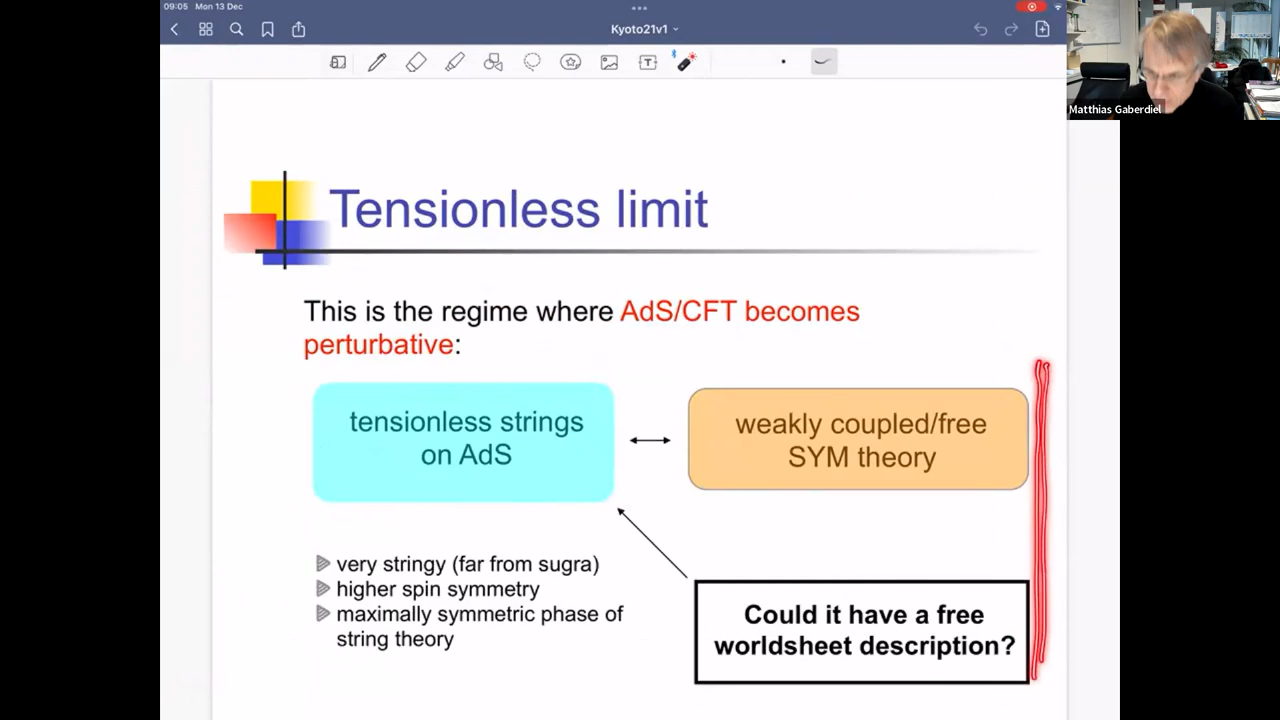 09:05 Mon 13 Dec
Kyoto21v1
Matthias Gaberdiel
Tensionless limit
This is the regime where AdS/CFT becomes
perturbative:
tensionless strings
on AdS
weakly coupled/free
SYM theory
very stringy (far from sugra)
higher spin symmetry
maximally symmetric phase of
string theory
Could it have a free
worldsheet description?